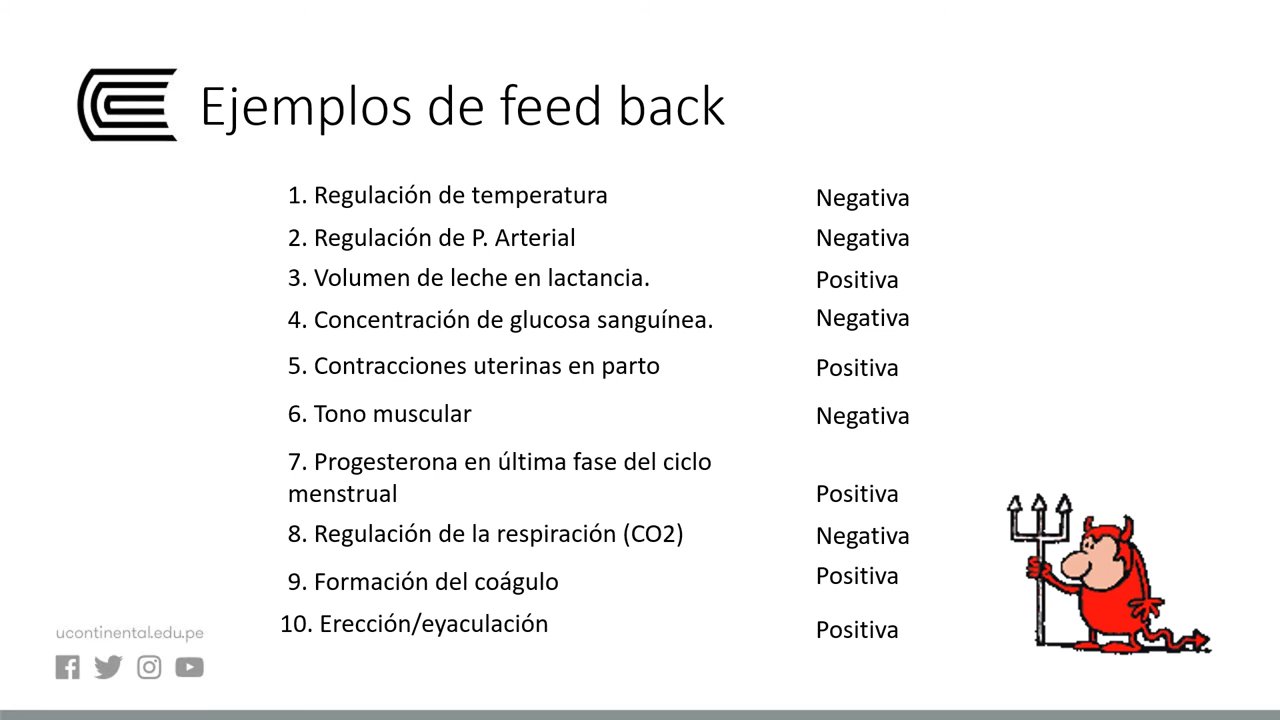 Ejemplos de feed back
1. Regulación de temperatura Negativa
2. Regulación de P. Arterial Negativa
3. Volumen de leche en lactancia. Positiva
4. Concentración de glucosa sanguínea. Negativa
5. Contracciones uterinas en parto Positiva
6. Tono muscular Negativa
7. Progesterona en última fase del ciclo
menstrual Positiva
8. Regulación de la respiración (CO2) Negativa
9. Formación del coágulo Positiva
10. Erección/eyaculación Positiva
ucontinental.edu.pe